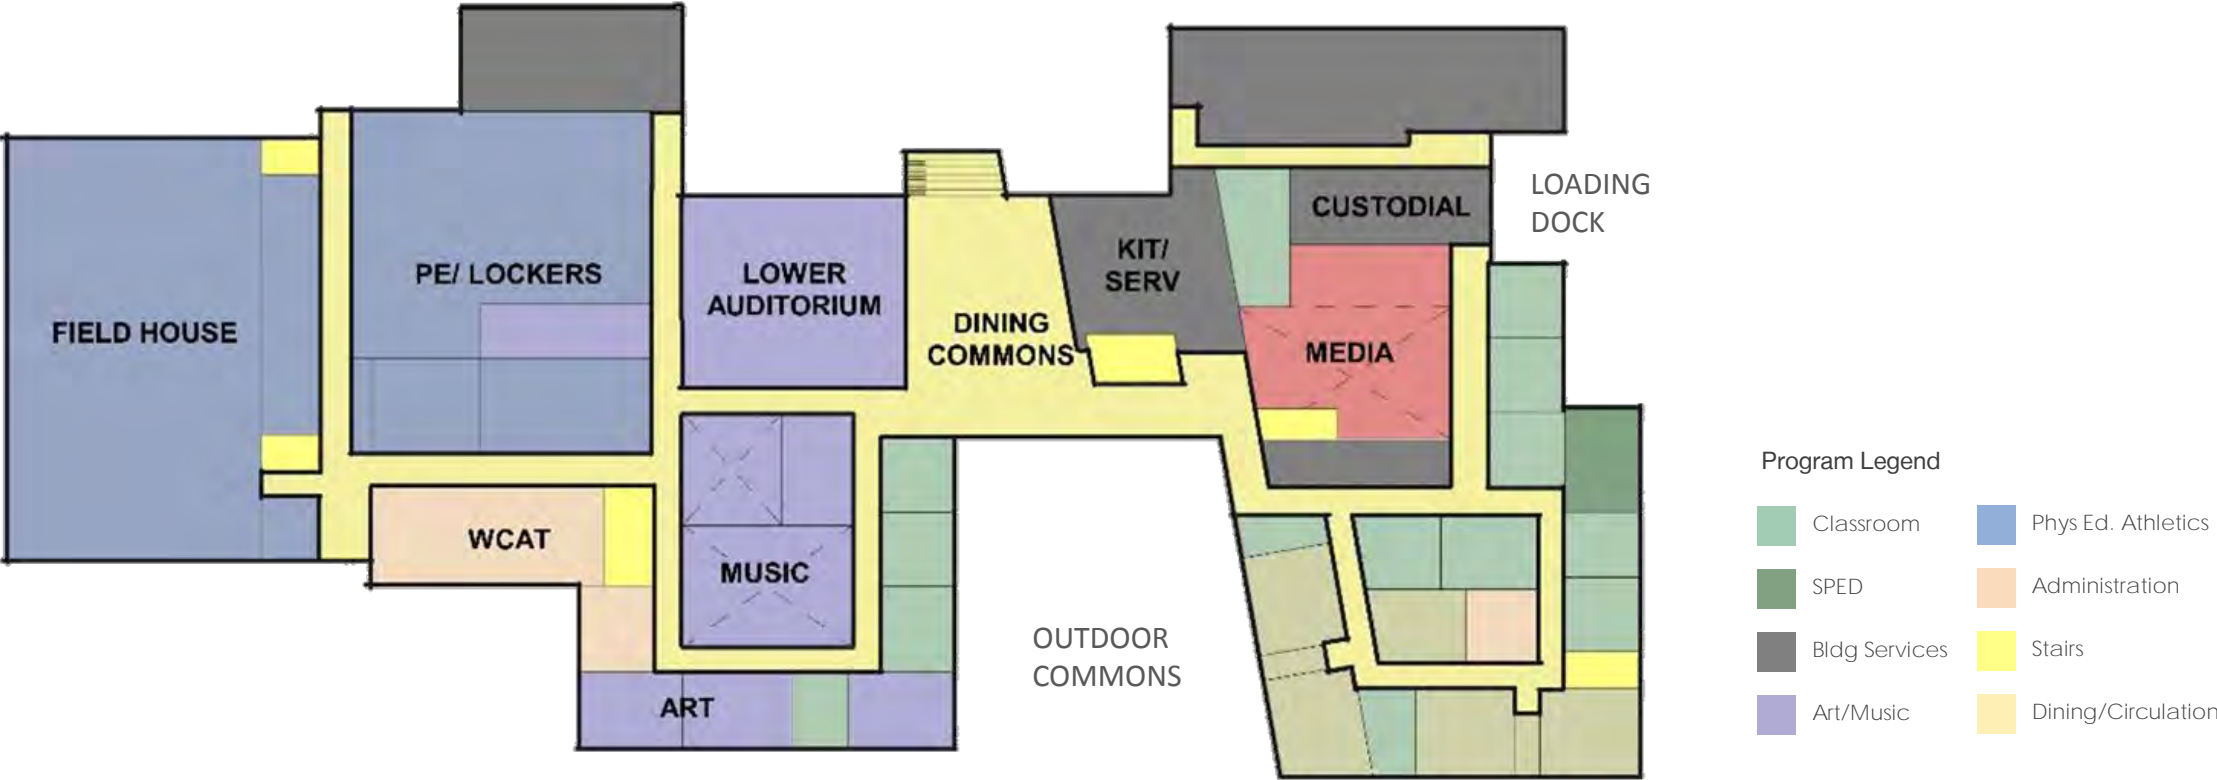 LOADING
DOCK
CUSTODIAL
KIT/
SERV
PE/ LOCKERS
LOWER
AUDITORIUM
FIELD HOUSE
DINING
COMMONS
MEDIA
WCAT
MUSIC
OUTDOOR
COMMONS
ART
Program Legend
Classroom
Phys Ed. Athletics
SPED
Administration
Bldg Services
Stairs
Art/Music
Dining/Circulation